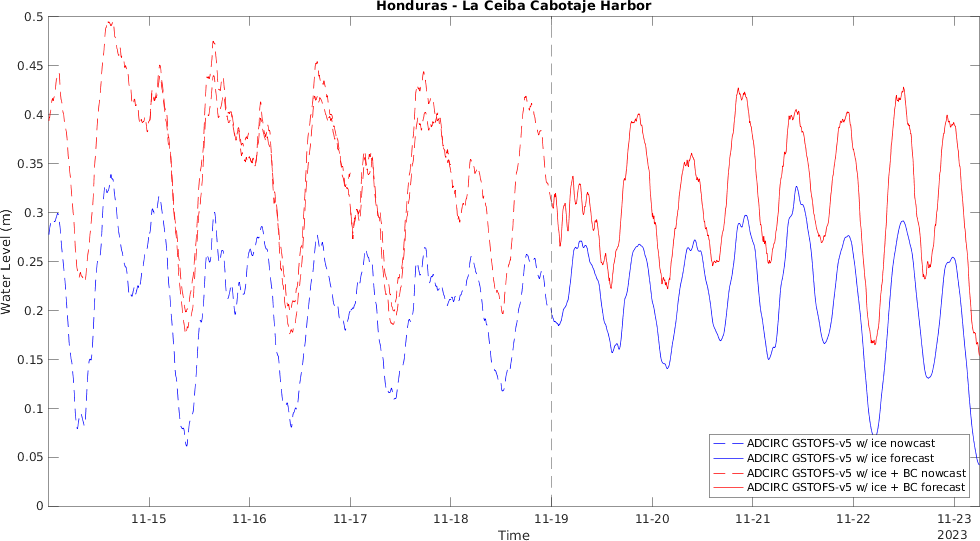 Honduras - La Ceiba Cabotaje Harbor
0.5
0.45
0.4
0.35
0.3
0.25
0.2
0.15
0.1
0.05
0
Water Level (m)
ADCIRC GSTOFS-v5 w/ ice nowcast
ADCIRC GSTOFS-v5 w/ ice forecast
ADCIRC GSTOFS-v5 w/ ice + BC nowcast
ADCIRC GSTOFS-v5 w/ ice + BC forecast
11-15 11-16 11-17 11-18 11-19 11-20 11-21 11-22 11-23
Time 2023